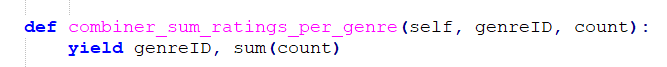 def combiner_sum_ratings_per_genre(self, genreID, count):
    yield genreID, sum(count)